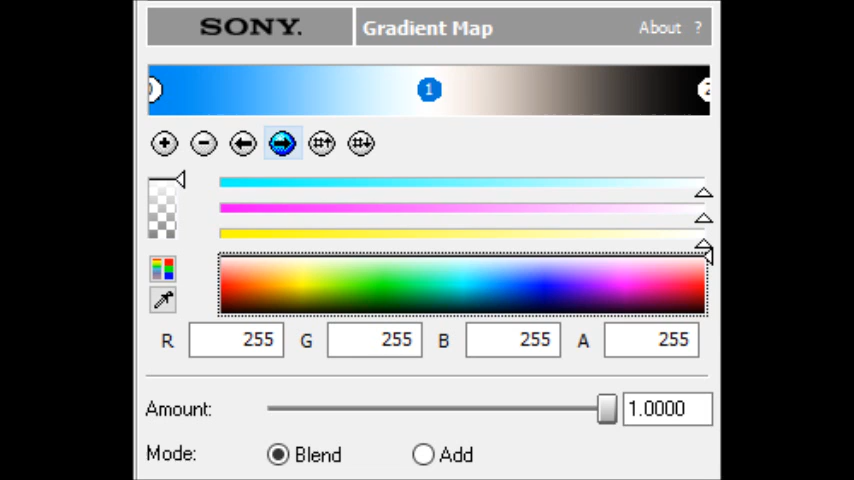 SONY. Gradient Map About ?
1
R 255 G 255 B 255 A 255
Amount: 1.0000
Mode: Blend Add